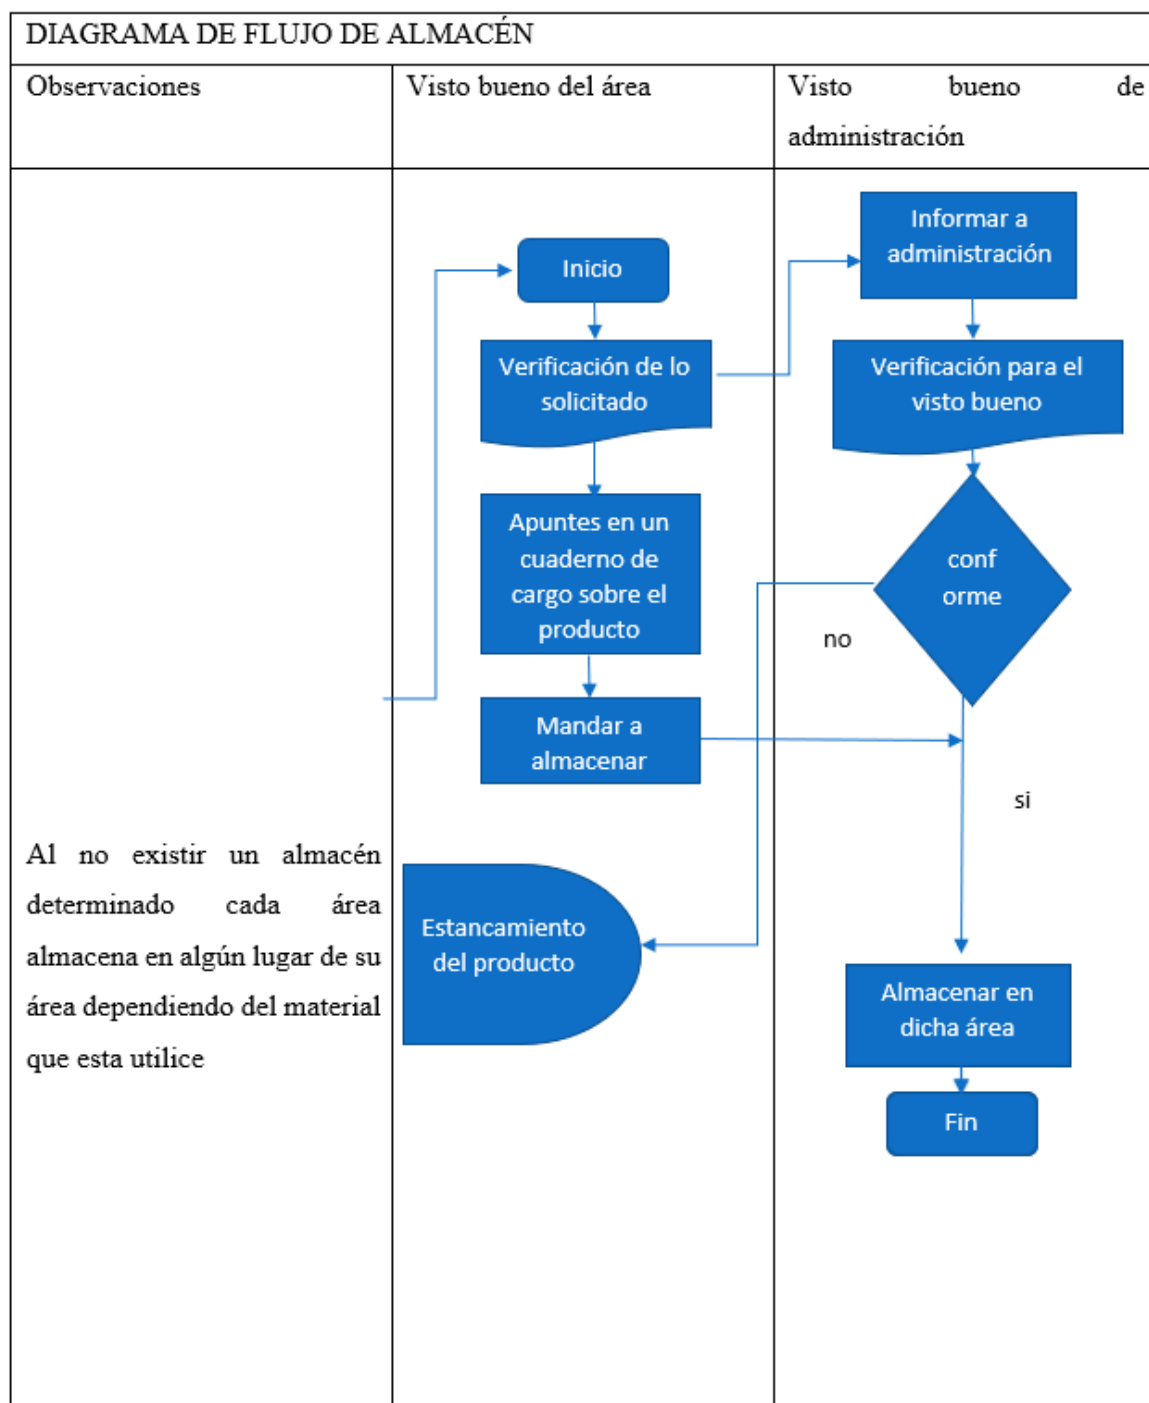 DIAGRAMA DE FLUJO DE ALMACÉN
Observaciones
Visto bueno del área
Visto bueno de
administración
Al no existir un almacén
determinado cada área
almacena en algún lugar de su
área dependiendo del material
que esta utilice
Inicio
Verificación de lo
solicitado
Apuntes en un
cuaderno de
cargo sobre el
producto
Mandar a
almacenar
Estancamiento
del producto
Informar a
administración
Verificación para el
visto bueno
conf
orme
no
si
Almacenar en
dicha área
Fin